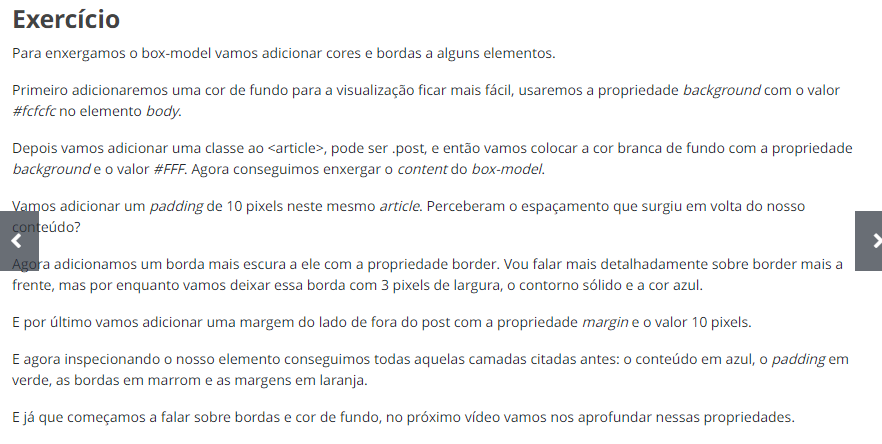 Exercício
Para enxergamos o box-model vamos adicionar cores e bordas a alguns elementos.
Primeiro adicionaremos uma cor de fundo para a visualização ficar mais fácil, usaremos a propriedade background com o valor
#fcfcfc no elemento body.
Depois vamos adicionar uma classe ao <article>, pode ser .post, e então vamos colocar a cor branca de fundo com a propriedade
background e o valor #FFF. Agora conseguimos enxergar o content do box-model.
Vamos adicionar um padding de 10 pixels neste mesmo article. Perceberam o espaçamento que surgiu em volta do nosso
conteúdo?
Agora adicionamos um borda mais escura a ele com a propriedade border. Vou falar mais detalhadamente sobre border mais a
frente, mas por enquanto vamos deixar essa borda com 3 pixels de largura, o contorno sólido e a cor azul.
E por último vamos adicionar uma margem do lado de fora do post com a propriedade margin e o valor 10 pixels.
E agora inspecionando o nosso elemento conseguimos todas aquelas camadas citadas antes: o conteúdo em azul, o padding em
verde, as bordas em marrom e as margens em laranja.
E já que começamos a falar sobre bordas e cor de fundo, no próximo vídeo vamos nos aprofundar nessas propriedades.